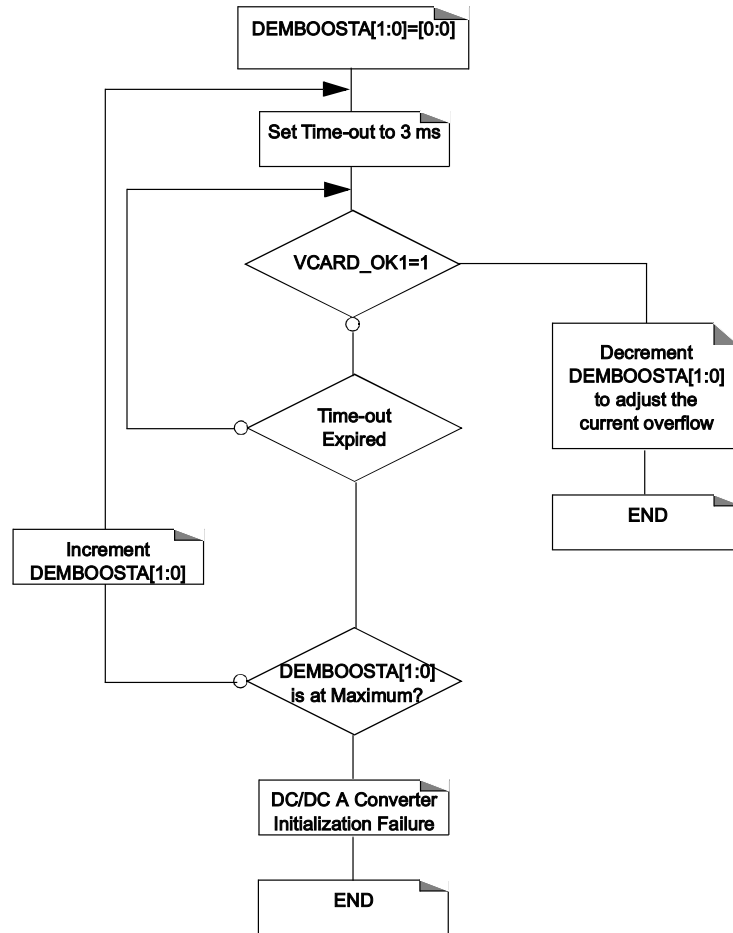 DEMBOOSTA[1:0]=[0:0]
Set Time-out to 3 ms
VCARD_OK1=1
Decrement
DEMBOOSTA[1:0]
to adjust the
current overflow
END
Time-out
Expired
Increment
DEMBOOSTA[1:0]
DEMBOOSTA[1:0]
is at Maximum?
DC/DC A Converter
Initialization Failure
END